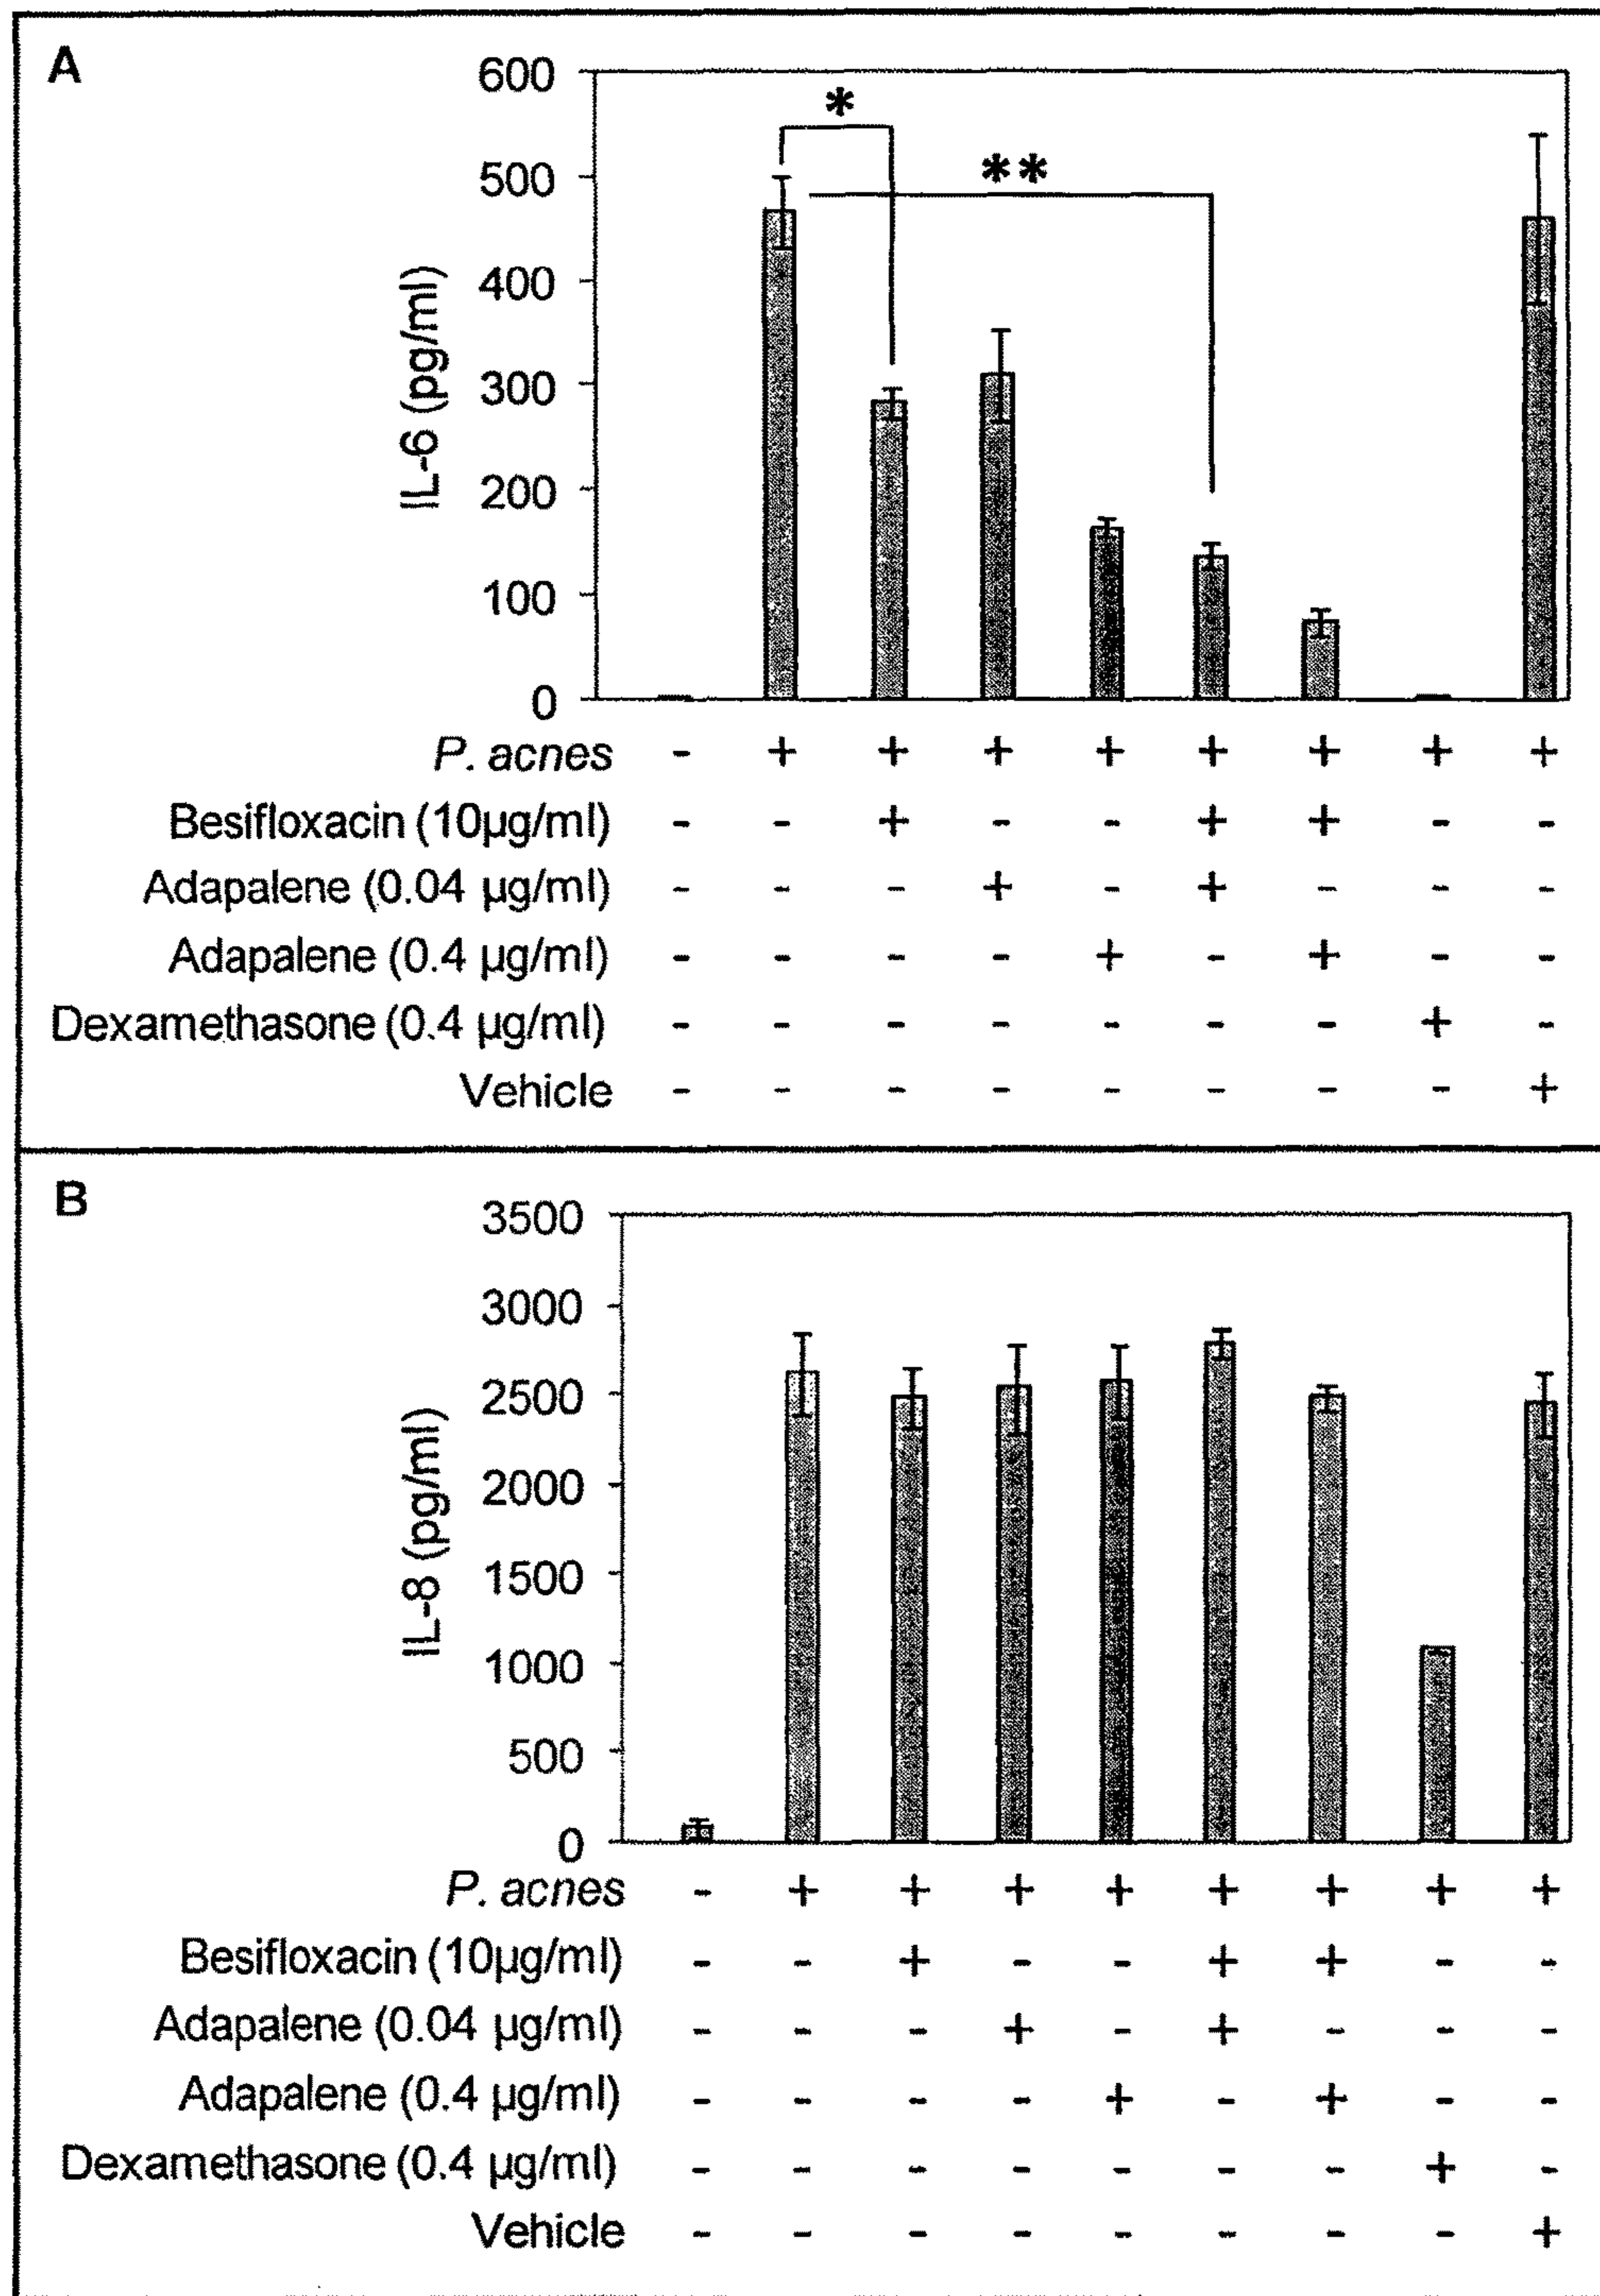 A
600
*
500
**
400
300
200
100
0
IL-6 (pg/ml)
P. acnes - + + + + + + + +
Besifloxacin (10µg/ml) - - + - - + + - -
Adapalene (0.04 µg/ml) - - - + - + - - -
Adapalene (0.4 µg/ml) - - - - + - + - -
Dexamethasone (0.4 µg/ml) - - - - - - - + -
Vehicle - - - - - - - - +
B
3500
3000
2500
2000
1500
1000
500
0
IL-8 (pg/ml)
P. acnes - + + + + + + + +
Besifloxacin (10µg/ml) - - + - - + + - -
Adapalene (0.04 µg/ml) - - - + - + - - -
Adapalene (0.4 µg/ml) - - - - + - + - -
Dexamethasone (0.4 µg/ml) - - - - - - - + -
Vehicle - - - - - - - - +